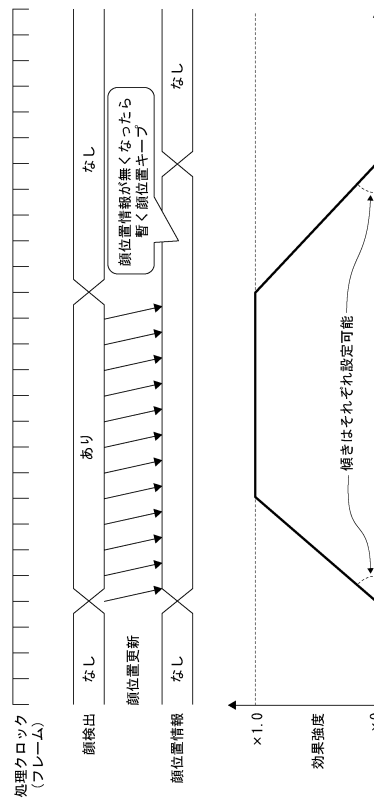 処理クロック
（フレーム）
顔検出
なし
あり
なし
顔位置更新
顔位置情報が無くなったら
暫く顔位置キープ
顔位置情報
なし
なし
×1.0
効果強度
傾きはそれぞれ設定可能